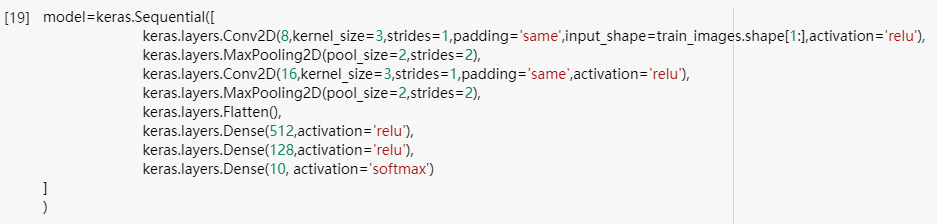 [19] model=keras.Sequential([
keras.layers.Conv2D(8,kernel_size=3,strides=1,padding='same',input_shape=train_images.shape[1:],activation='relu'),
keras.layers.MaxPooling2D(pool_size=2,strides=2),
keras.layers.Conv2D(16,kernel_size=3,strides=1,padding='same',activation='relu'),
keras.layers.MaxPooling2D(pool_size=2,strides=2),
keras.layers.Flatten(),
keras.layers.Dense(512,activation='relu'),
keras.layers.Dense(128,activation='relu'),
keras.layers.Dense(10, activation='softmax')
]
)